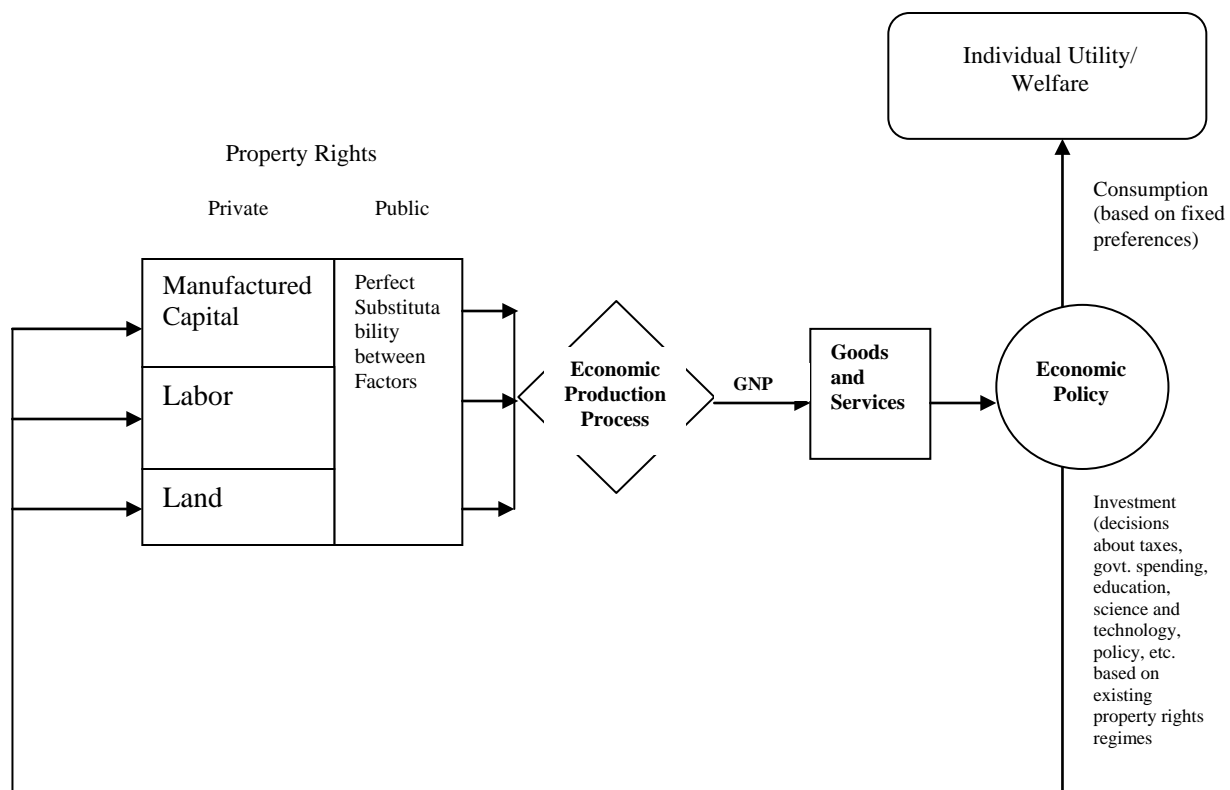 Individual Utility/
Welfare
Property Rights
Private
Public
Consumption
(based on fixed
preferences)
Manufactured
Capital
Labor
Land
Perfect
Substituta
bility
between
Factors
Economic
Production
Process
GNP
Goods
and
Services
Economic
Policy
Investment
(decisions
about taxes,
govt. spending,
education,
science and
technology,
policy, etc.
based on
existing
property rights
regimes